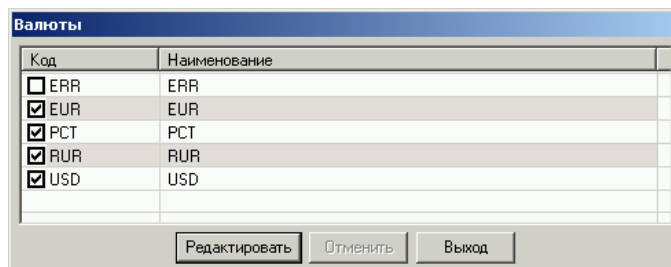 Валюты
Код Наименование
ERR ERR
EUR EUR
PCT PCT
RUR RUR
USD USD
Редактировать Отменить Выход